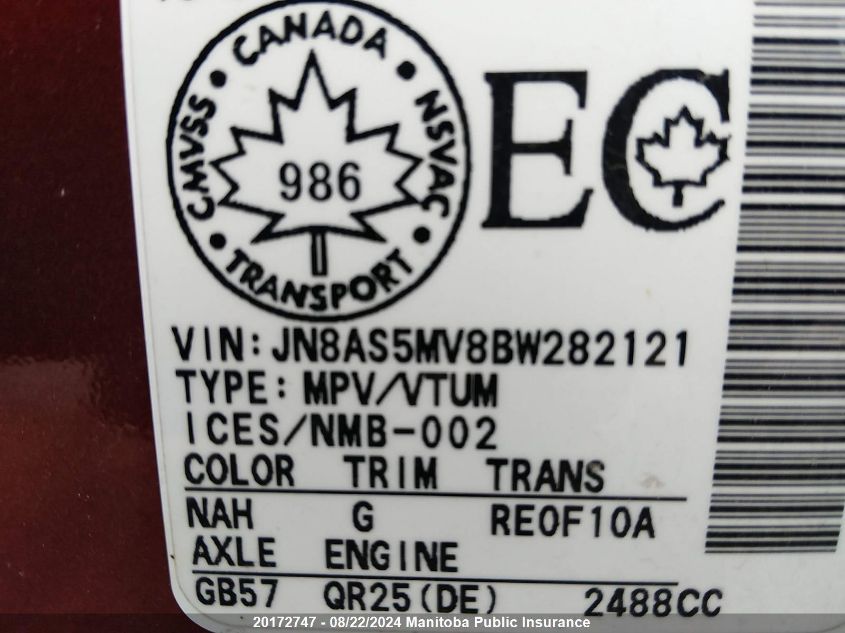 CANADA
CMVSS • NSVAC
986
TRANSPORT
EC
VIN: JN8AS5MV8BW282121
TYPE: MPV/VTUM
ICES/NMB-002
COLOR TRIM TRANS
NAH G RE0F10A
AXLE ENGINE
GB57 QR25(DE) 2488CC
20172747 - 08/22/2024 Manitoba Public Insurance